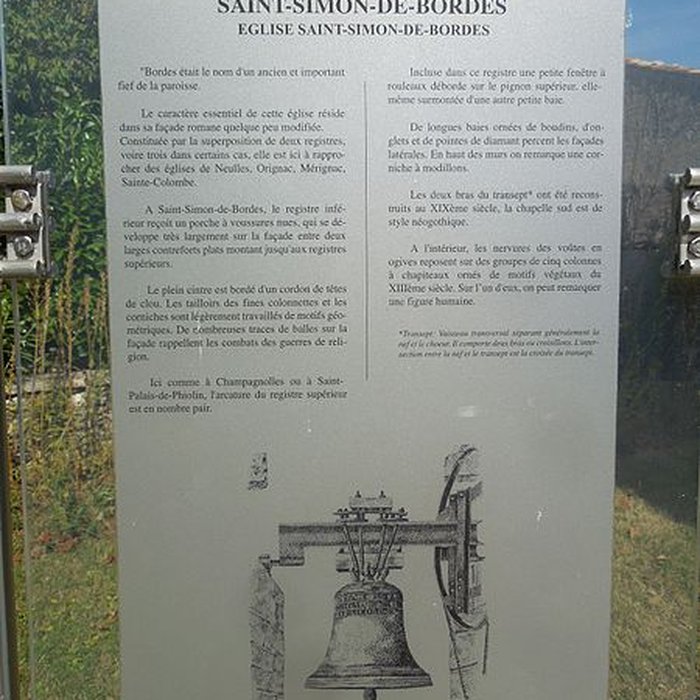 SAINT-SIMON-DE-BORDES
EGLISE SAINT-SIMON-DE-BORDES
"Bordes était le nom d'un ancien et important
fief de la paroisse.
Le caractère essentiel de cette église réside
dans sa façade romane quelque peu modifiée.
Constituée par la superposition de deux registres,
voire trois dans certains cas, elle est ici à rappro-
cher des églises de Neulles, Orignac, Mérignac,
Sainte-Colombe.
A Saint-Simon-de-Bordes, le registre infé-
rieur reçoit un porche à voussures nues, qui se dé-
veloppe très largement sur la façade entre deux
larges contreforts plats montant jusqu'aux registres
supérieurs.
Le plein cintre est bordé d'un cordon de têtes
de clou. Les tailloirs des fines colonnettes et les
corniches sont légèrement travaillés de motifs géo-
métriques. De nombreuses traces de balles sur la
façade rappellent les combats des guerres de reli-
gion.
Ici comme à Champagnolles ou à Saint-
Palais-de-Phiolin, l'arcature du registre supérieur
est en nombre pair.
Incluse dans ce registre une petite fenêtre à
rouleaux déborde sur le pignon supérieur, elle-
même surmontée d'une autre petite baie.
De longues baies ornées de boudins, d'on-
glets et de pointes de diamant percent les façades
latérales. En haut des murs on remarque une cor-
niche à modillons.
Les deux bras du transept* ont été recons-
truits au XIXème siècle, la chapelle sud est de
style néogothique.
A l'intérieur, les nervures des voûtes en
ogives reposent sur des groupes de cinq colonnes
à chapiteaux ornés de motifs végétaux du
XIIIème siècle. Sur l'un d'eux, on peut remarquer
une figure humaine.
*Transept: Vaisseau transversal séparant généralement la
nef et le choeur. Il comporte deux bras ou croisillons. L'inter-
section entre la nef et le transept est la croisée du transept.